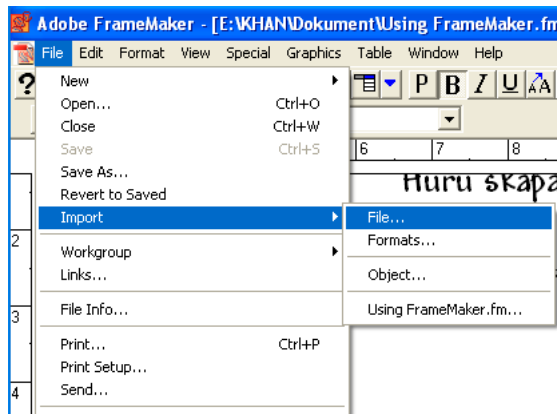 Adobe FrameMaker - [E:\KHAN\Dokument\Using FrameMaker.fm
File Edit Format View Special Graphics Table Window Help
? P B I U A A
New
Open... Ctrl+O
Close Ctrl+W
Save Ctrl+S
Save As...
Revert to Saved
Import
Workgroup
Links...
File Info...
Print... Ctrl+P
Print Setup...
Send...
File...
Formats...
Object...
Using FrameMaker.fm...
6 7 8
Huru skapa
2
3
4